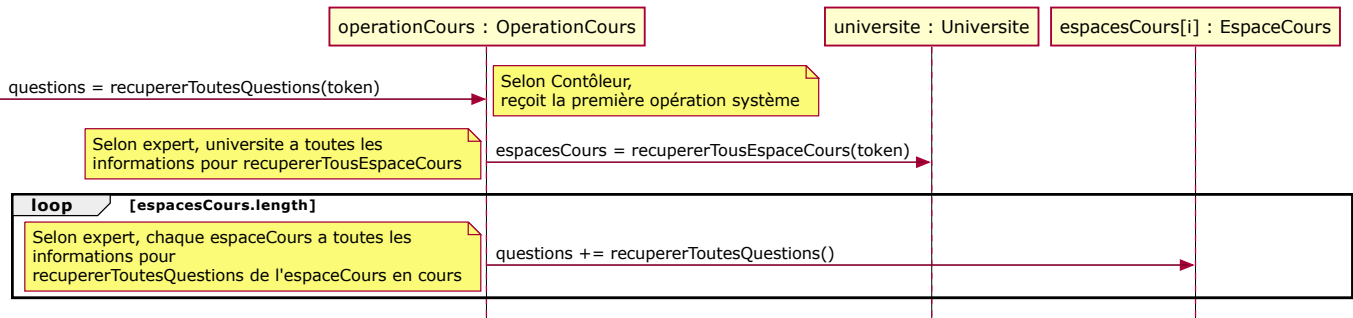 operationCours : OperationCours
universite : Universite
espacesCours[i] : EspaceCours
questions = recupererToutesQuestions(token)
Selon Contôleur,
reçoit la première opération système
Selon expert, universite a toutes les
informations pour recupererTousEspaceCours
espacesCours = recupererTousEspaceCours(token)
loop
[espacesCours.length]
Selon expert, chaque espaceCours a toutes les
informations pour
recupererToutesQuestions de l'espaceCours en cours
questions += recupererToutesQuestions()